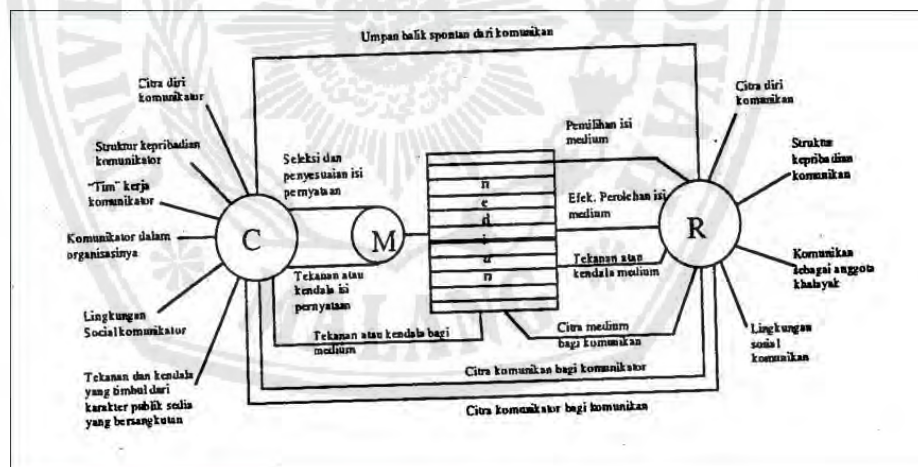 Umpan balik spontan dari komunikan
Citra diri
komunikator
Struktur kepribadian
komunikator
"Tim" kerja
komunikator
Komunikator dalam
organisasinya
Lingkungan
Social komunikator
Tekanan dan kendala
yang timbul dari
karakter publik sedia
yang bersangkutan
C
Seleksi dan
penyesuaian isi
pernyataan
M
Tekanan atau
kendala isi
pernyataan
Tekanan atau kendala bagi
medium
Pemilihan isi
medium
Efek. Perolehan isi
medium
Tekanan atau
kendala medium
Citra medium
bagi komunikan
R
Citra diri
komunikan
Struktur
kepribadian
komunikan
Komunikan
sebagai anggota
khalayak
Lingkungan
sosial
komunikan
Citra komunikan bagi komunikator
Citra komunikator bagi komunikan